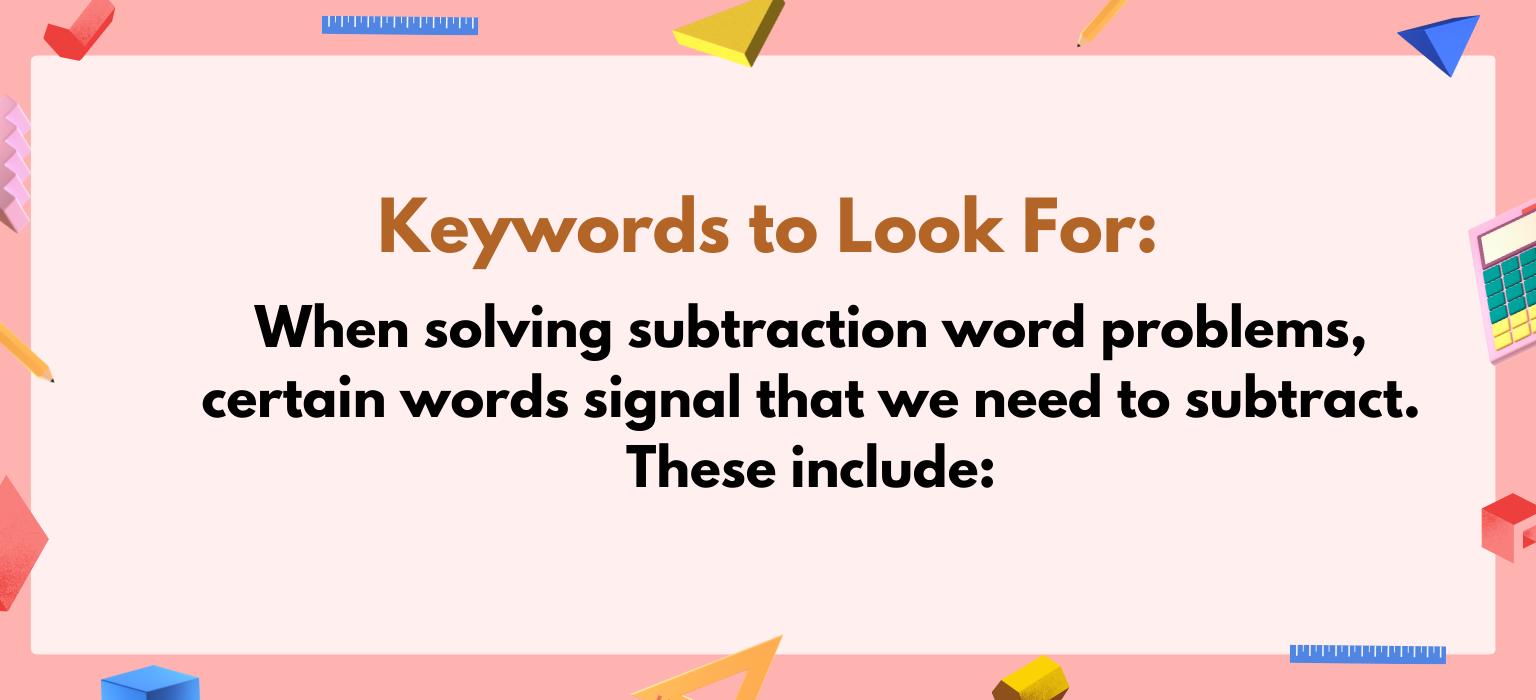 Keywords to Look For:
When solving subtraction word problems,
certain words signal that we need to subtract.
These include: